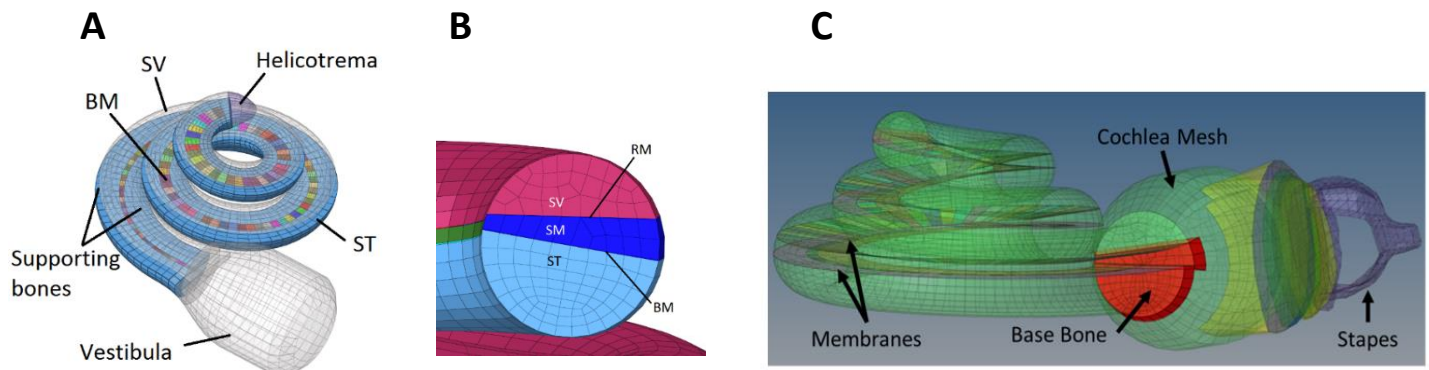 A
SV
Helicotrema
BM
ST
Supporting
bones
Vestibula
B
RM
SV
SM
ST
BM
C
Cochlea Mesh
Membranes
Base Bone
Stapes